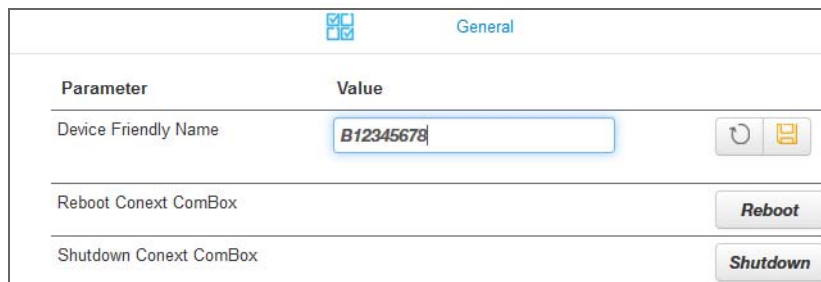 General
Parameter Value
Device Friendly Name B12345678
Reboot Conext ComBox Reboot
Shutdown Conext ComBox Shutdown